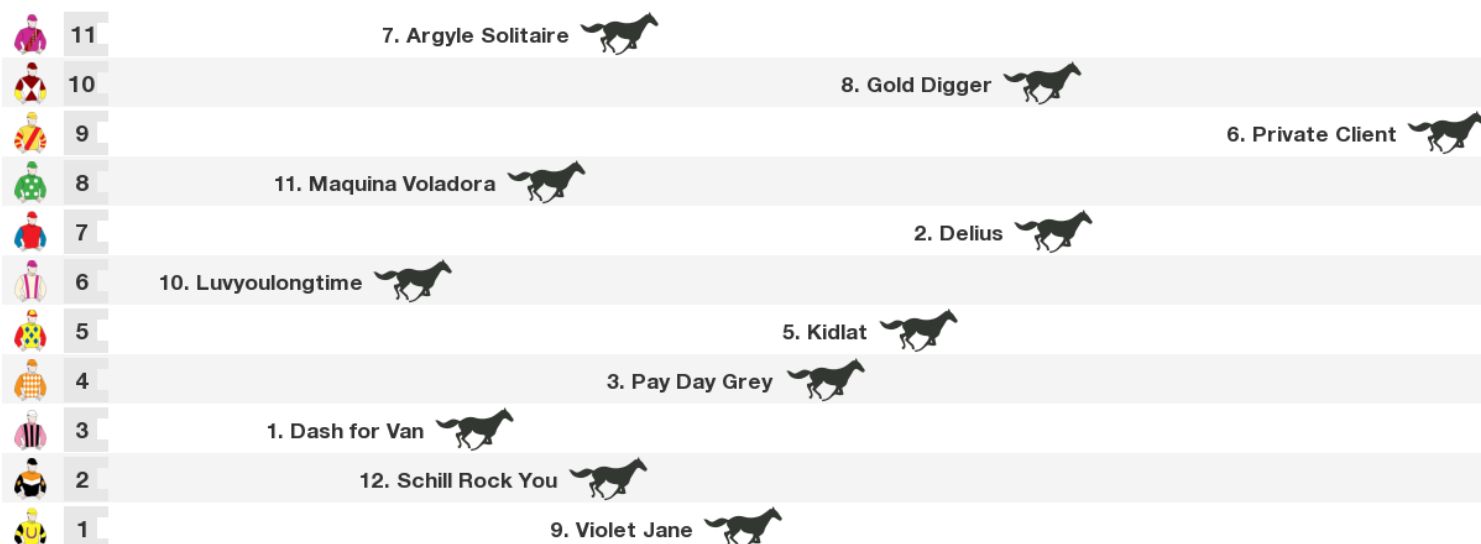 11 7. Argyle Solitaire
10 8. Gold Digger
9 6. Private Client
8 11. Maquina Voladora
7 2. Delius
6 10. Luvyoulongtime
5 5. Kidlat
4 3. Pay Day Grey
3 1. Dash for Van
2 12. Schill Rock You
1 9. Violet Jane